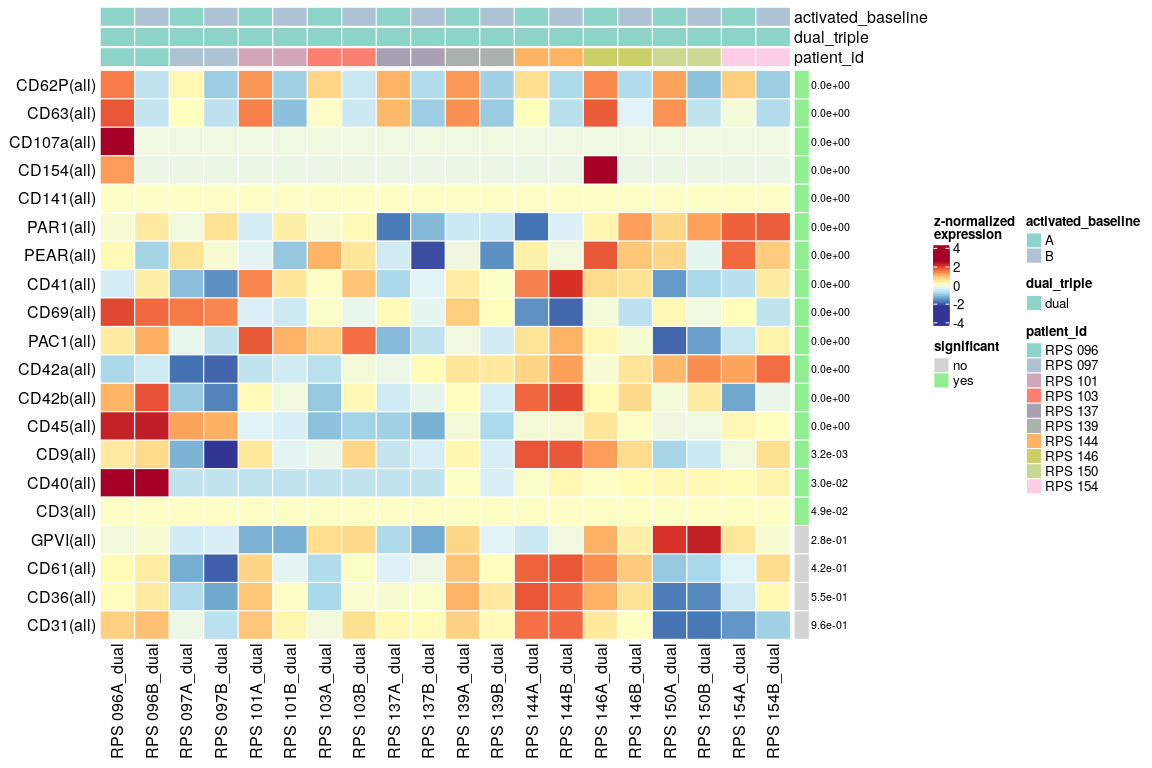 activated_baseline
dual_triple
patient_id
CD62P(all) 0.0e+00
CD63(all) 0.0e+00
CD107a(all) 0.0e+00
CD154(all) 0.0e+00
CD141(all) 0.0e+00
PAR1(all) 0.0e+00
PEAR(all) 0.0e+00
CD41(all) 0.0e+00
CD69(all) 0.0e+00
PAC1(all) 0.0e+00
CD42a(all) 0.0e+00
CD42b(all) 0.0e+00
CD45(all) 0.0e+00
CD9(all) 3.2e-03
CD40(all) 3.0e-02
CD3(all) 4.9e-02
GPVI(all) 2.8e-01
CD61(all) 4.2e-01
CD36(all) 5.5e-01
CD31(all) 9.6e-01
RPS 096A_dual
RPS 096B_dual
RPS 097A_dual
RPS 097B_dual
RPS 101A_dual
RPS 101B_dual
RPS 103A_dual
RPS 103B_dual
RPS 137A_dual
RPS 137B_dual
RPS 139A_dual
RPS 139B_dual
RPS 144A_dual
RPS 144B_dual
RPS 146A_dual
RPS 146B_dual
RPS 150A_dual
RPS 150B_dual
RPS 154A_dual
RPS 154B_dual
z-normalized
expression
4
2
0
-2
-4
significant
no
yes
activated_baseline
A
B
dual_triple
dual
patient_id
RPS 096
RPS 097
RPS 101
RPS 103
RPS 137
RPS 139
RPS 144
RPS 146
RPS 150
RPS 154